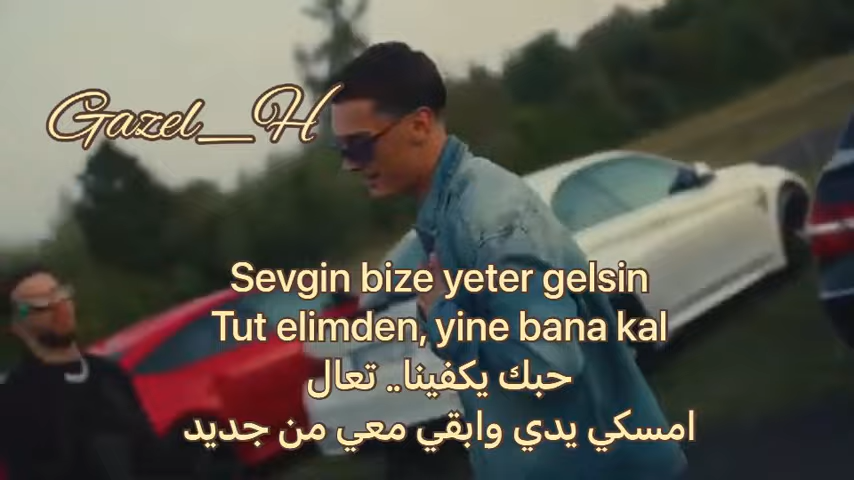 Gazel_H
Sevgin bize yeter gelsin
Tut elimden, yine bana kal
حبك يكفينا.. تعال
امسكي يدي وابقي معي من جديد